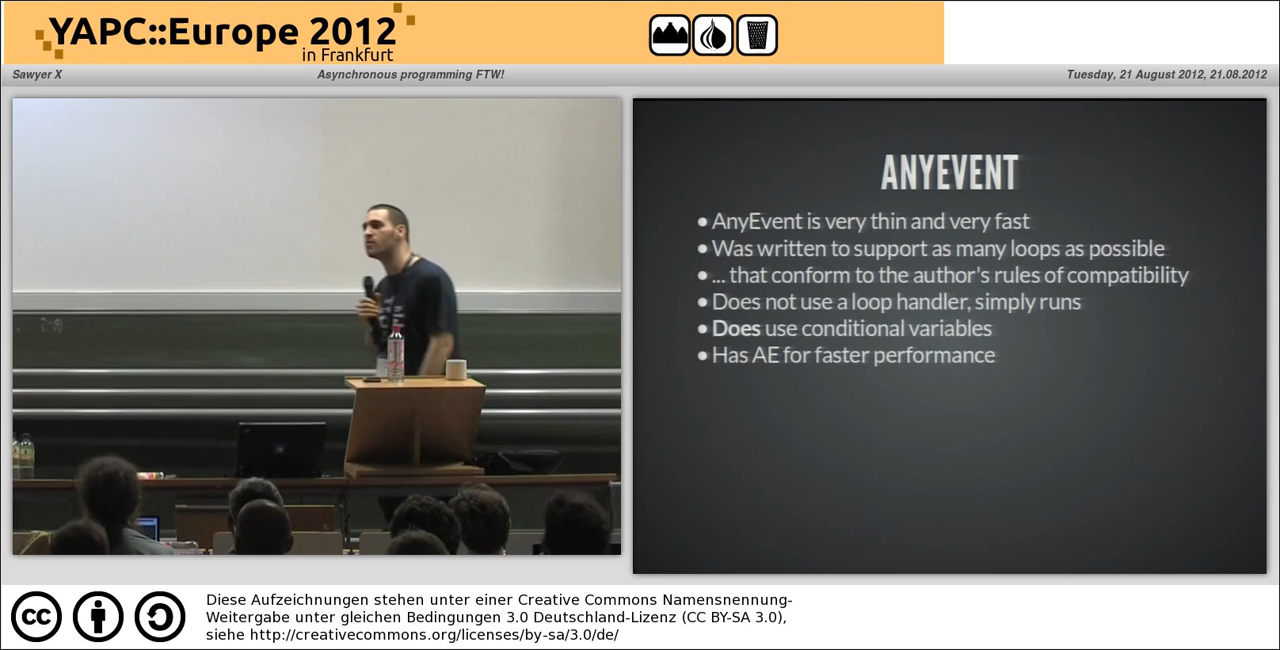 YAPC::Europe 2012
in Frankfurt
Sawyer X
Asynchronous programming FTW!
Tuesday, 21 August 2012, 21.08.2012
ANYEVENT
• AnyEvent is very thin and very fast
• Was written to support as many loops as possible
• ... that conform to the author's rules of compatibility
• Does not use a loop handler, simply runs
• Does use conditional variables
• Has AE for faster performance
cc
Diese Aufzeichnungen stehen unter einer Creative Commons Namensnennung-
Weitergabe unter gleichen Bedingungen 3.0 Deutschland-Lizenz (CC BY-SA 3.0),
siehe http://creativecommons.org/licenses/by-sa/3.0/de/